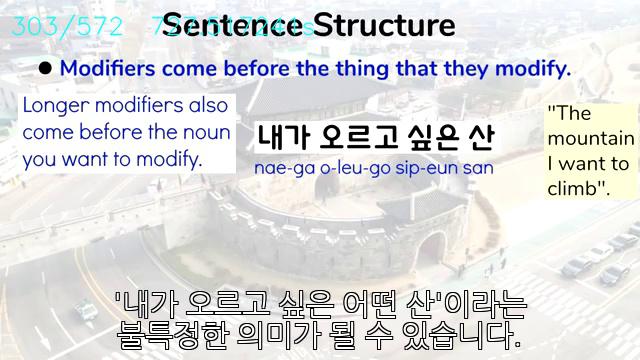 303/572
Sentence Structure
● Modifiers come before the thing that they modify.
Longer modifiers also
come before the noun
you want to modify.
내가 오르고 싶은 산
nae-ga o-leu-go sip-eun san
"The
mountain
I want to
climb".
'내가 오르고 싶은 어떤 산'이라는
불특정한 의미가 될 수 있습니다.